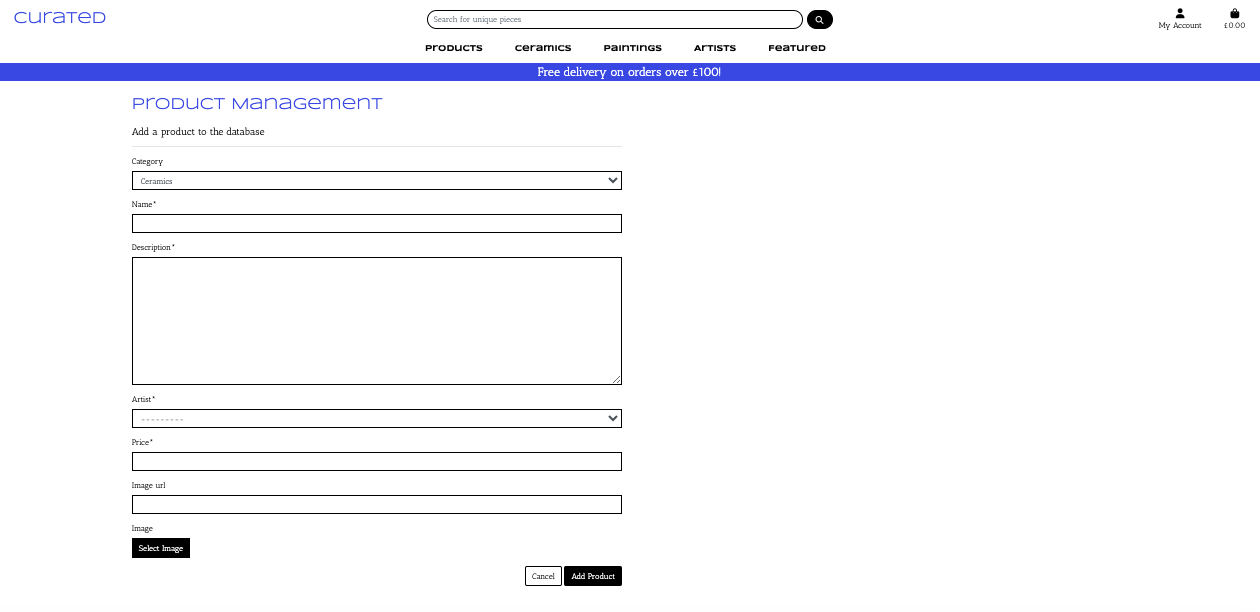 curated
Search for unique pieces
My Account
£0.00
Products
Ceramics
Paintings
Artists
Featured
Free delivery on orders over £100!
Product Management
Add a product to the database
Category
Ceramics
Name*
Description*
Artist*
---------
Price*
Image url
Image
Select Image
Cancel
Add Product